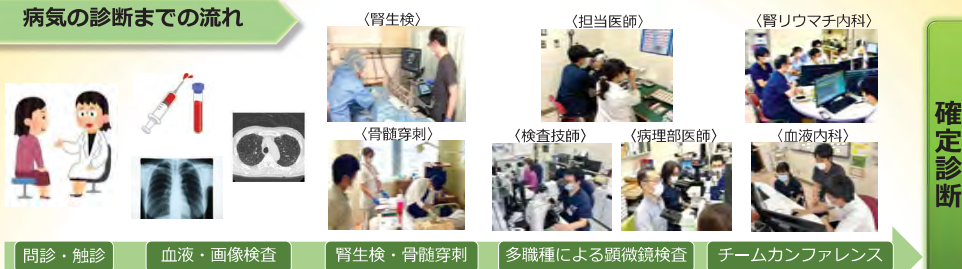 病気の診断までの流れ
〈腎生検〉
〈担当医師〉
〈腎リウマチ内科〉
〈骨髄穿刺〉
〈検査技師〉
〈病理部医師〉
〈血液内科〉
問診・触診
血液・画像検査
腎生検・骨髄穿刺
多職種による顕微鏡検査
チームカンファレンス
確定診断